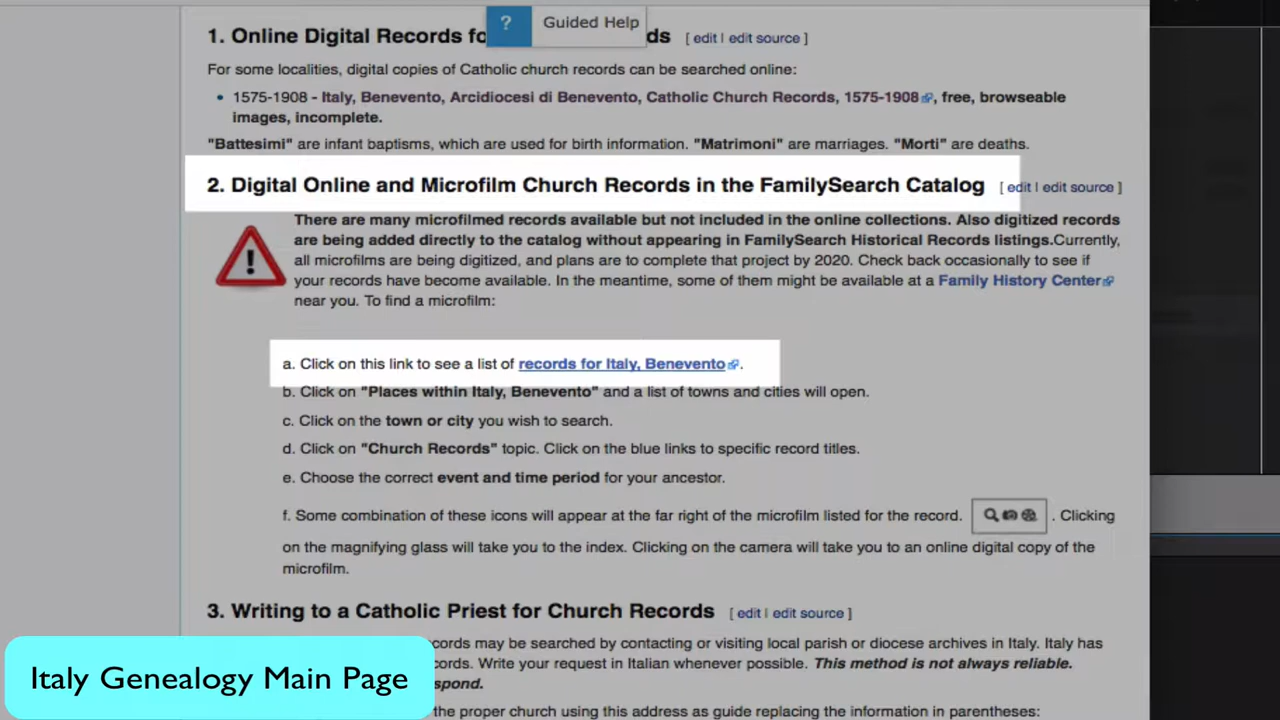 ? Guided Help
1. Online Digital Records fo ds [ edit | edit source ]
For some localities, digital copies of Catholic church records can be searched online:
• 1575-1908 - Italy, Benevento, Arcidiocesi di Benevento, Catholic Church Records, 1575-1908, free, browseable
images, incomplete.
"Battesimi" are infant baptisms, which are used for birth information. "Matrimoni" are marriages. "Morti" are deaths.
2. Digital Online and Microfilm Church Records in the FamilySearch Catalog [ edit | edit source ]
There are many microfilmed records available but not included in the online collections. Also digitized records
are being added directly to the catalog without appearing in FamilySearch Historical Records listings.Currently,
all microfilms are being digitized, and plans are to complete that project by 2020. Check back occasionally to see if
your records have become available. In the meantime, some of them might be available at a Family History Center
near you. To find a microfilm:
a. Click on this link to see a list of records for Italy, Benevento.
b. Click on "Places within Italy, Benevento" and a list of towns and cities will open.
c. Click on the town or city you wish to search.
d. Click on "Church Records" topic. Click on the blue links to specific record titles.
e. Choose the correct event and time period for your ancestor.
f. Some combination of these icons will appear at the far right of the microfilm listed for the record. . Clicking
on the magnifying glass will take you to the index. Clicking on the camera will take you to an online digital copy of the
microfilm.
3. Writing to a Catholic Priest for Church Records [ edit | edit source ]
cords may be searched by contacting or visiting local parish or diocese archives in Italy. Italy has
cords. Write your request in Italian whenever possible. This method is not always reliable.
spond.
the proper church using this address as guide replacing the information in parentheses:
Italy Genealogy Main Page